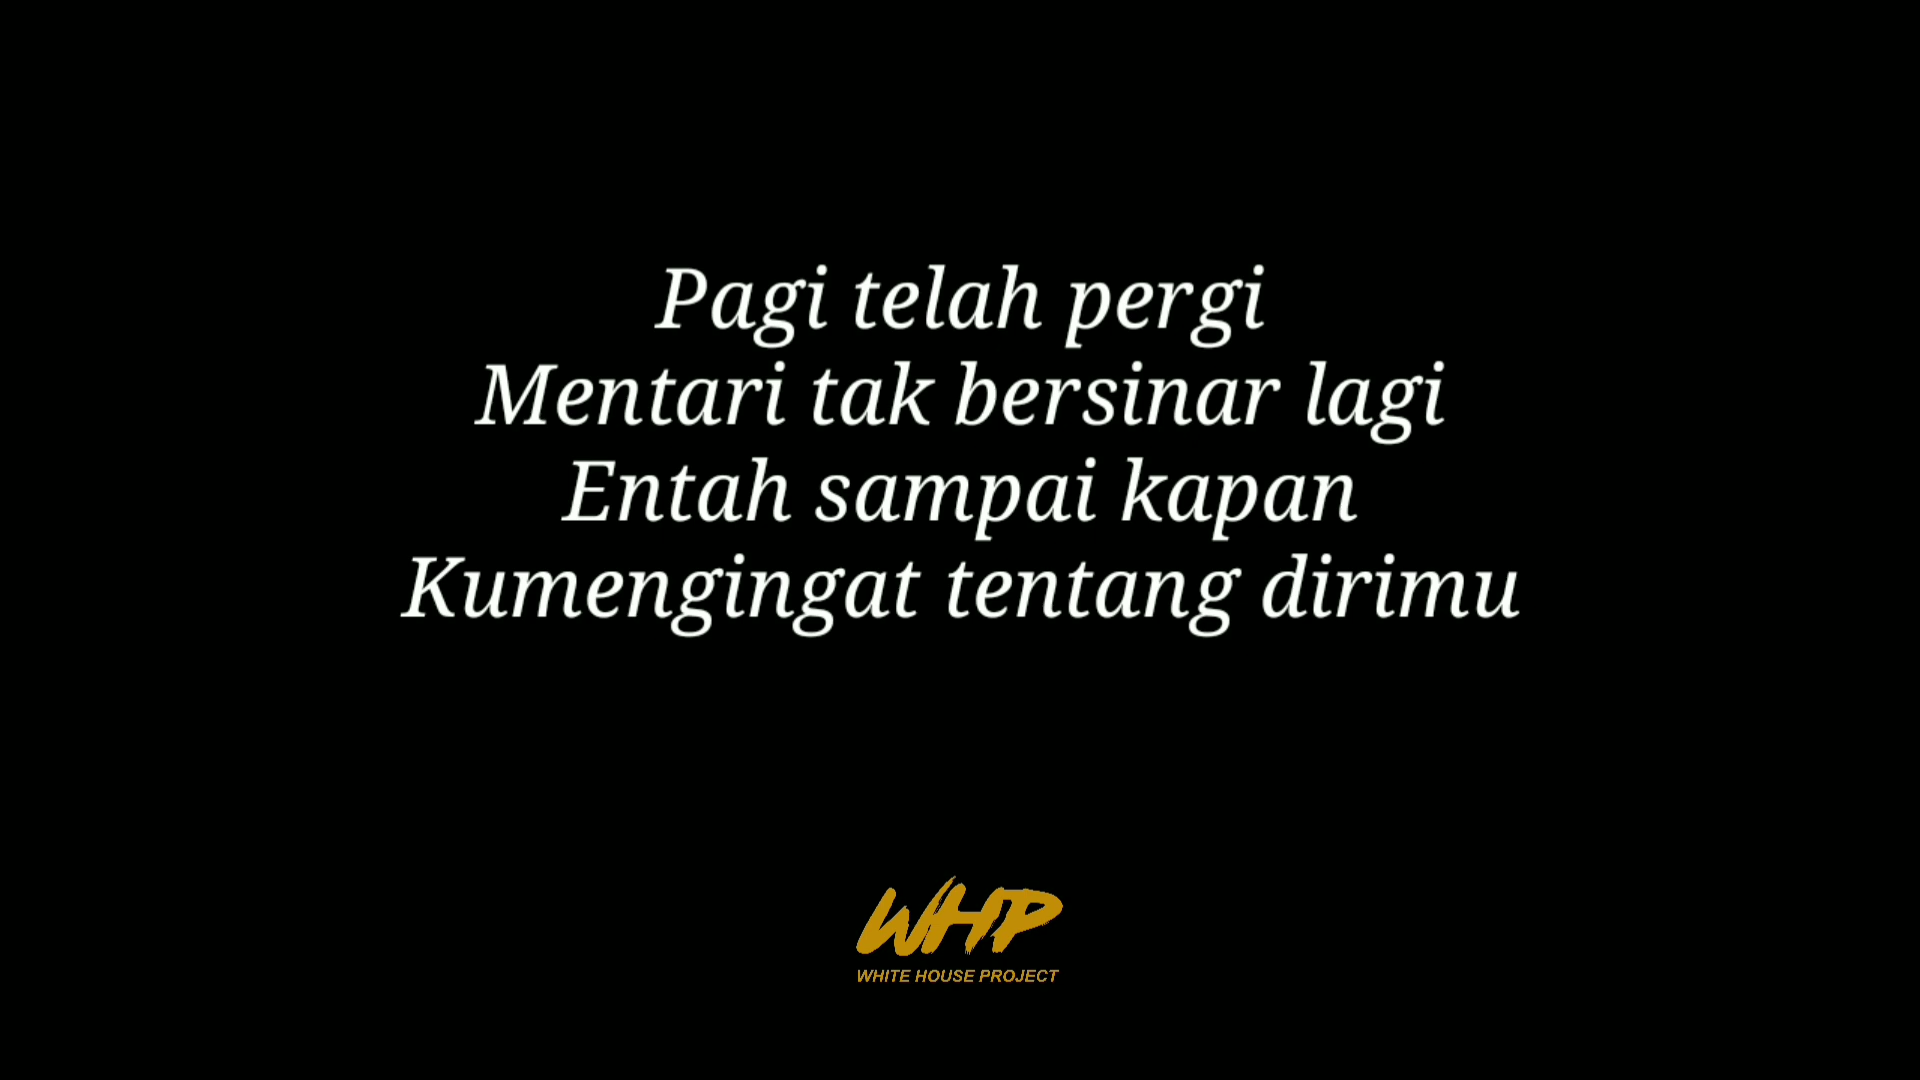 Pagi telah pergi
Mentari tak bersinar lagi
Entah sampai kapan
Kumengingat tentang dirimu
WHP
WHITE HOUSE PROJECT